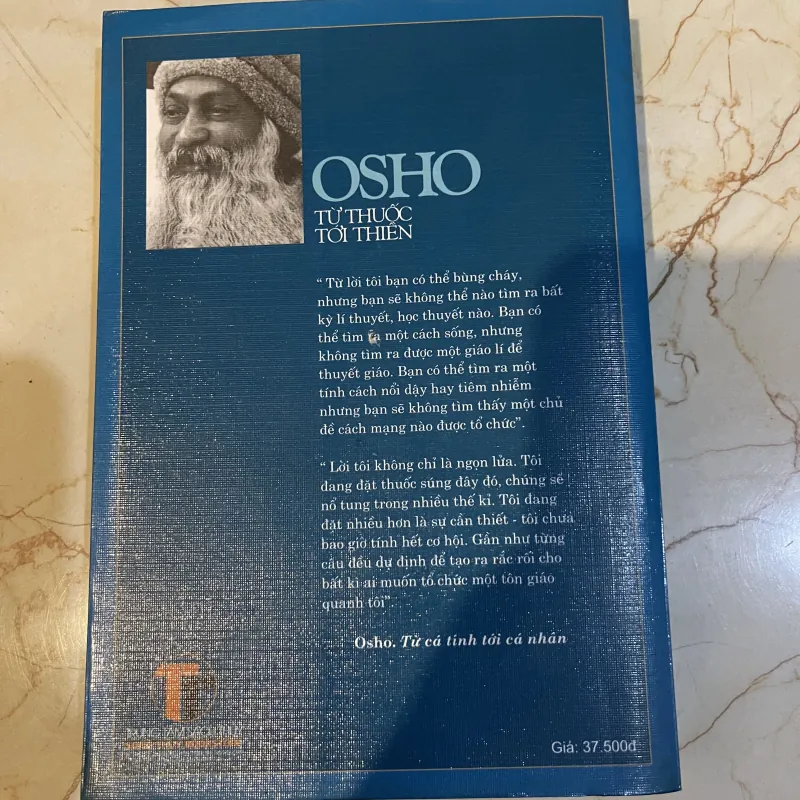 OSHO
TỪ THUỐC
TỚI THIỀN
“ Từ lời tôi bạn có thể bùng cháy,
nhưng bạn sẽ không thể nào tìm ra bất
kỳ lí thuyết, học thuyết nào. Bạn có
thể tìm ra một cách sống, nhưng
không tìm ra được một giáo lí để
thuyết giáo. Bạn có thể tìm ra một
tính cách nổi dậy hay tiêm nhiễm
nhưng bạn sẽ không tìm thấy một chủ
đề cách mạng nào được tổ chức”.
“ Lời tôi không chỉ là ngọn lửa. Tôi
đang đặt thuốc súng đây đó, chúng sẽ
nổ tung trong nhiều thế kỉ. Tôi đang
đặt nhiều hơn là sự cần thiết - tôi chưa
bao giờ tính hết cơ hội. Gần như từng
câu đều dự định để tạo ra rắc rối cho
bất kì ai muốn tổ chức một tôn giáo
quanh tôi”.
Osho. Từ cá tính tới cá nhân
Giá: 37.500đ